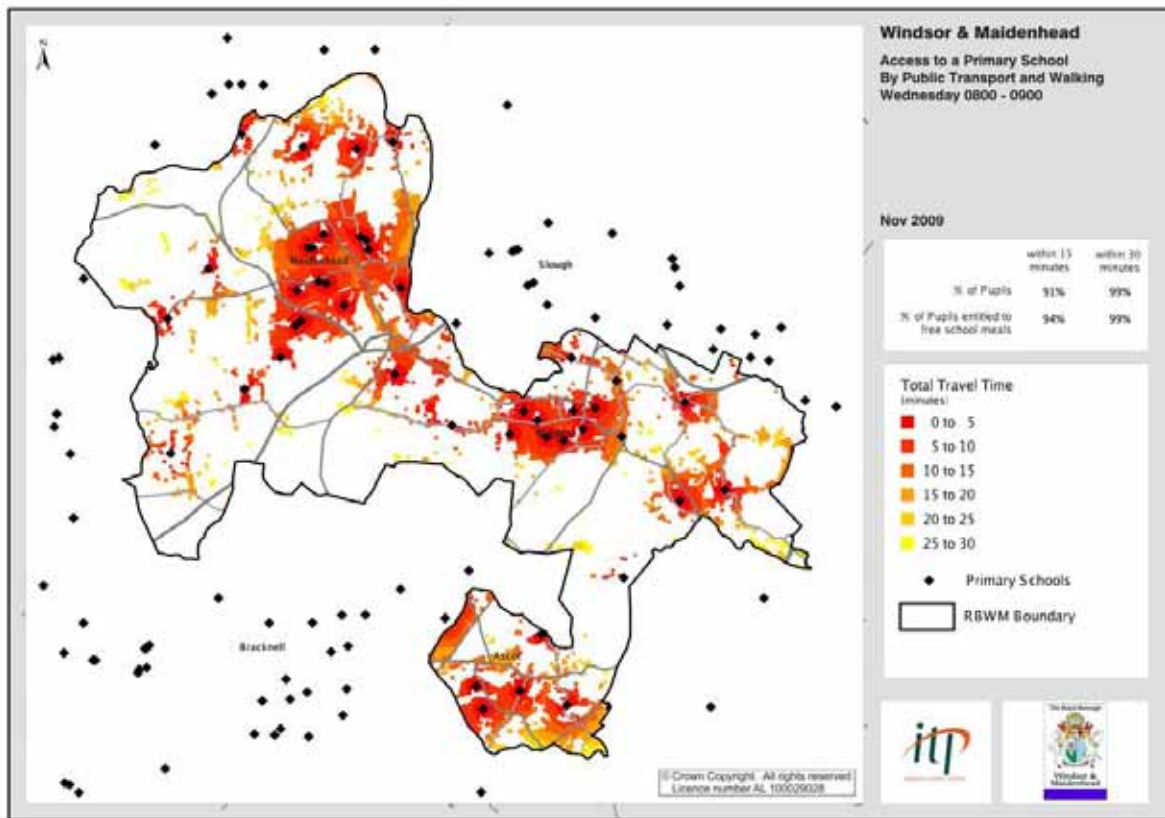 N
Windsor & Maidenhead
Access to a Primary School
By Public Transport and Walking
Wednesday 0800 - 0900
Nov 2009
within 15 minutes
within 30 minutes
% of Pupils 91% 99%
% of Pupils entitled to free school meals 94% 99%
Total Travel Time
(minutes)
0 to 5
5 to 10
10 to 15
15 to 20
20 to 25
25 to 30
Primary Schools
RBWM Boundary
Maidenhead
Slough
Bracknell
Ascot
itp
The Royal Borough
Windsor &
Maidenhead
© Crown Copyright. All rights reserved.
Licence number AL 100029028